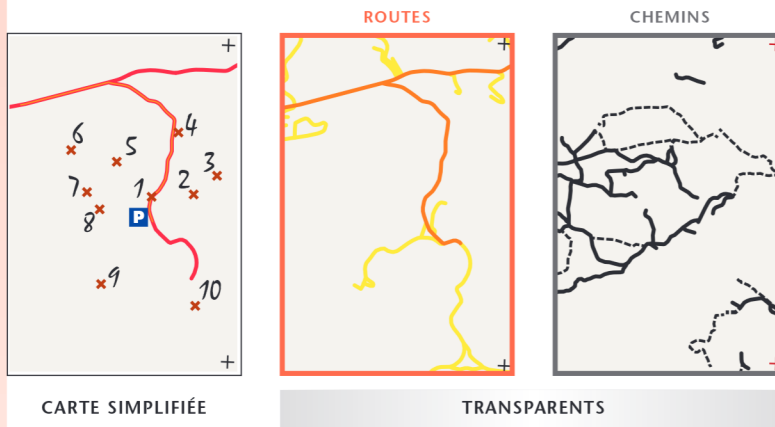 ROUTES
CHEMINS
4
6
5
3
1
2
7
8
P
9
10
CARTE SIMPLIFIÉE
TRANSPARENTS